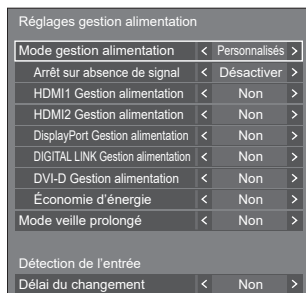 Réglages gestion alimentation
Mode gestion alimentation < Personnalisés >
Arrêt sur absence de signal < Désactiver >
HDMI1 Gestion alimentation < Non >
HDMI2 Gestion alimentation < Non >
DisplayPort Gestion alimentation < Non >
DIGITAL LINK Gestion alimentation < Non >
DVI-D Gestion alimentation < Non >
Économie d'énergie < Non >
Mode veille prolongé < Non >
Détection de l'entrée
Délai du changement < Non >